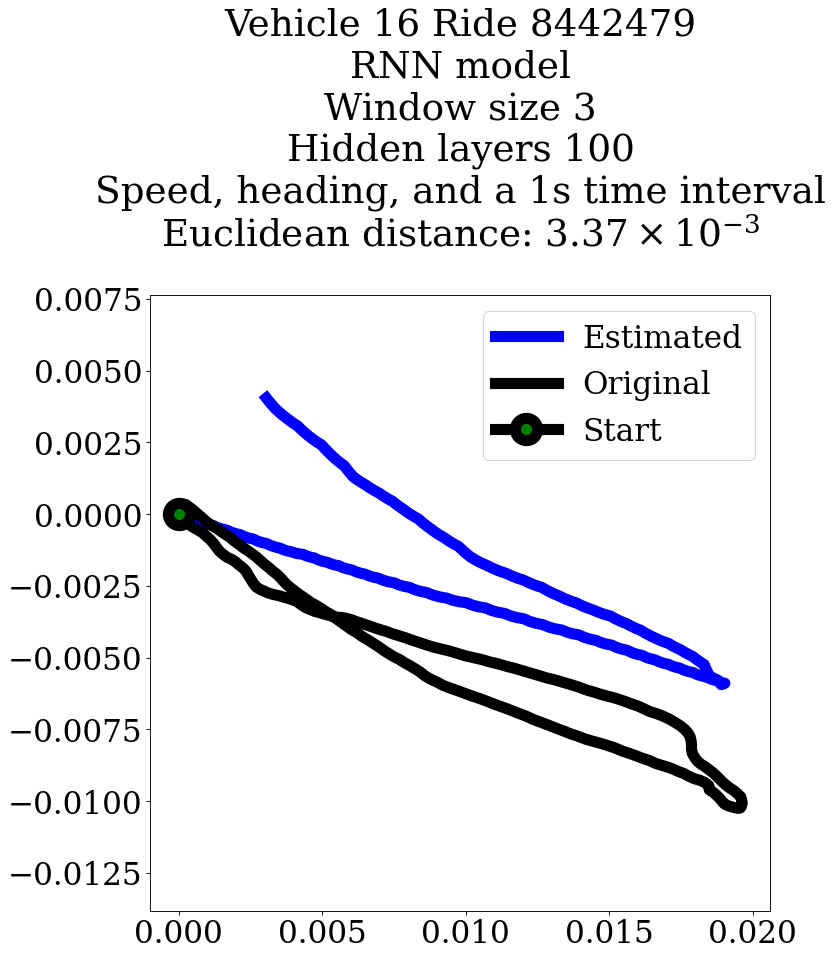 Vehicle 16 Ride 8442479
RNN model
Window size 3
Hidden layers 100
Speed, heading, and a 1s time interval
Euclidean distance: 3.37 × 10⁻³
0.0075
0.0050
0.0025
0.0000
−0.0025
−0.0050
−0.0075
−0.0100
−0.0125
Estimated
Original
Start
0.000 0.005 0.010 0.015 0.020